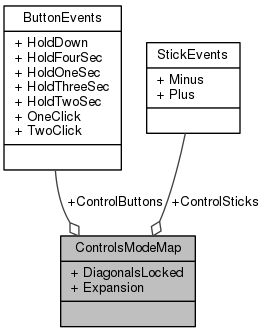 ButtonEvents
+ HoldDown
+ HoldFourSec
+ HoldOneSec
+ HoldThreeSec
+ HoldTwoSec
+ OneClick
+ TwoClick
StickEvents
+ Minus
+ Plus
+ControlButtons
+ControlSticks
ControlsModeMap
+ DiagonalsLocked
+ Expansion